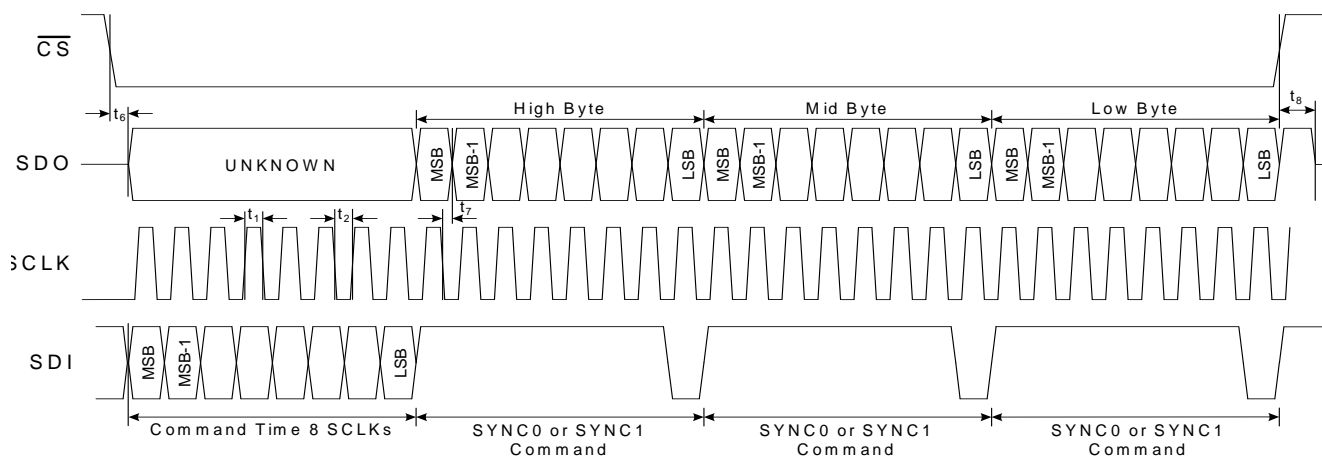 CS
t6
High Byte
Mid Byte
Low Byte
t8
SDO
UNKNOWN
MSB
MSB-1
LSB
MSB
MSB-1
LSB
MSB
MSB-1
LSB
t1
t2
t7
SCLK
SDI
MSB
MSB-1
LSB
Command Time 8 SCLKs
SYNC0 or SYNC1
Command
SYNC0 or SYNC1
Command
SYNC0 or SYNC1
Command